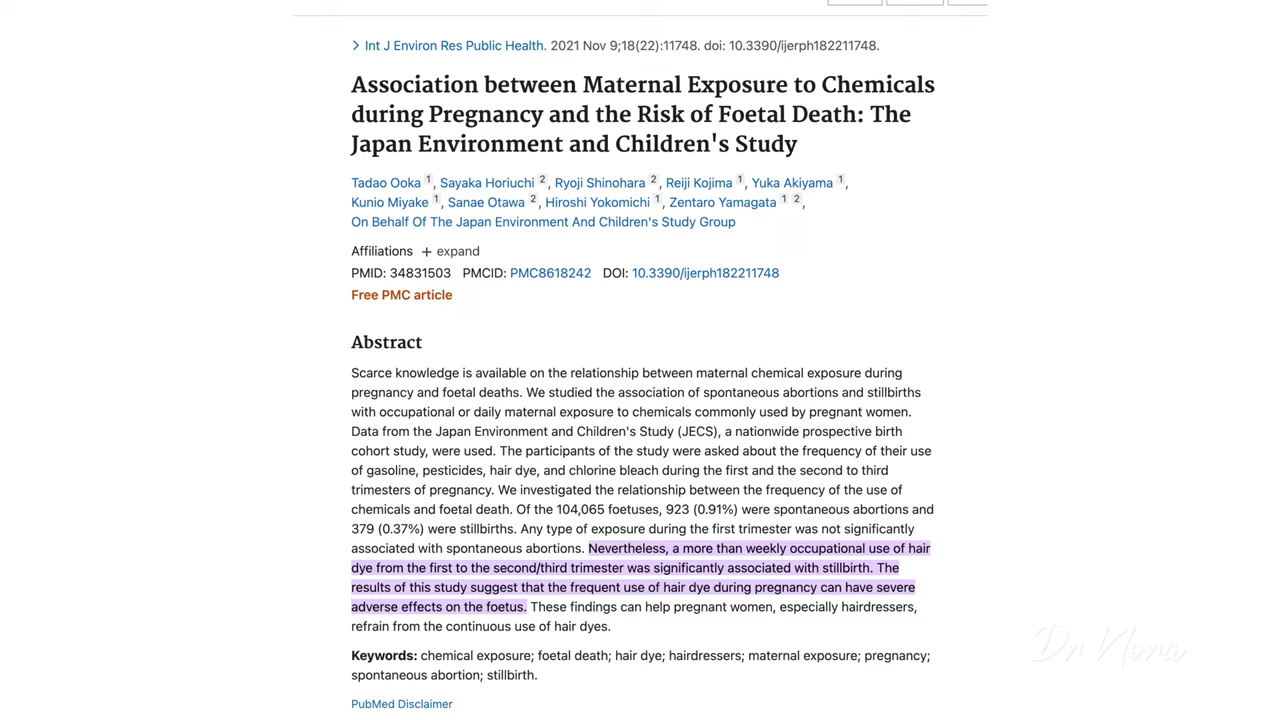 Int J Environ Res Public Health. 2021 Nov 9;18(22):11748. doi: 10.3390/ijerph182211748.
Association between Maternal Exposure to Chemicals
during Pregnancy and the Risk of Foetal Death: The
Japan Environment and Children's Study
Tadao Ooka 1, Sayaka Horiuchi 2, Ryoji Shinohara 2, Reiji Kojima 1, Yuka Akiyama 1,
Kunio Miyake 1, Sanae Otawa 2, Hiroshi Yokomichi 1, Zentaro Yamagata 1 2,
On Behalf Of The Japan Environment And Children's Study Group
Affiliations + expand
PMID: 34831503 PMCID: PMC8618242 DOI: 10.3390/ijerph182211748
Free PMC article
Abstract
Scarce knowledge is available on the relationship between maternal chemical exposure during
pregnancy and foetal deaths. We studied the association of spontaneous abortions and stillbirths
with occupational or daily maternal exposure to chemicals commonly used by pregnant women.
Data from the Japan Environment and Children's Study (JECS), a nationwide prospective birth
cohort study, were used. The participants of the study were asked about the frequency of their use
of gasoline, pesticides, hair dye, and chlorine bleach during the first and the second to third
trimesters of pregnancy. We investigated the relationship between the frequency of the use of
chemicals and foetal death. Of the 104,065 foetuses, 923 (0.91%) were spontaneous abortions and
379 (0.37%) were stillbirths. Any type of exposure during the first trimester was not significantly
associated with spontaneous abortions. Nevertheless, a more than weekly occupational use of hair
dye from the first to the second/third trimester was significantly associated with stillbirth. The
results of this study suggest that the frequent use of hair dye during pregnancy can have severe
adverse effects on the foetus. These findings can help pregnant women, especially hairdressers,
refrain from the continuous use of hair dyes.
Keywords: chemical exposure; foetal death; hair dye; hairdressers; maternal exposure; pregnancy;
spontaneous abortion; stillbirth.
PubMed Disclaimer
Dr Nona